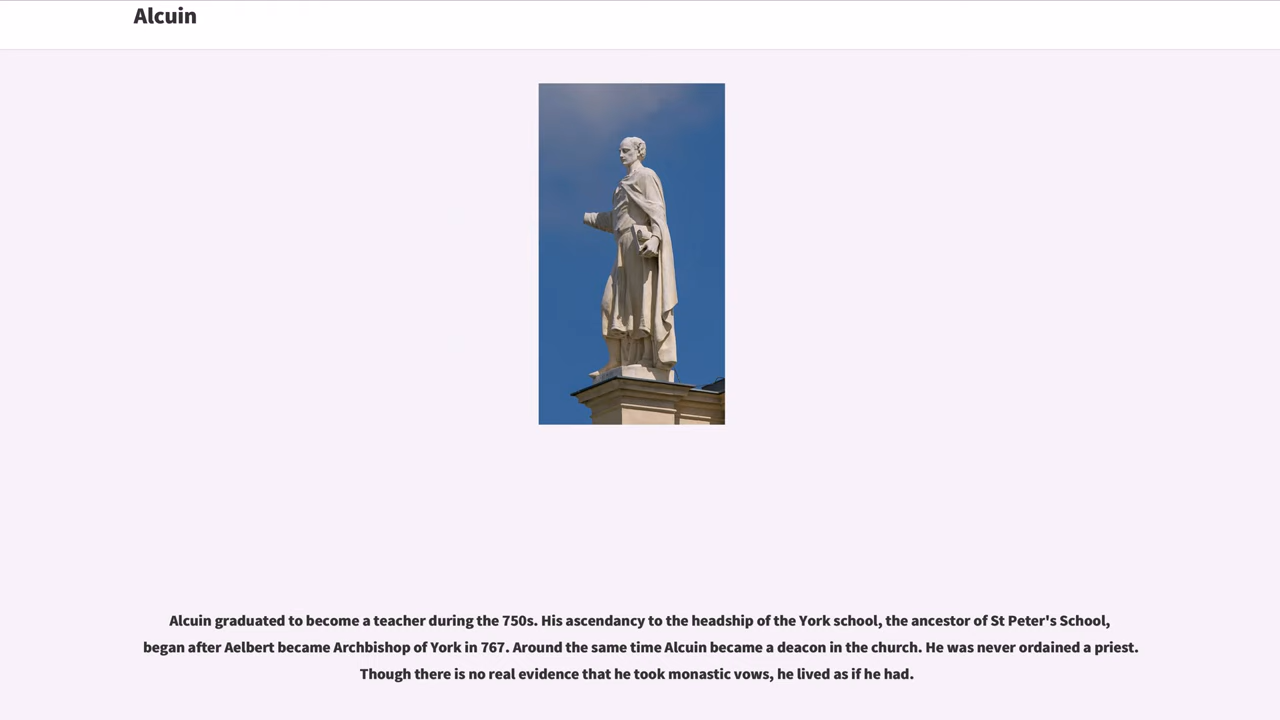 Alcuin
Alcuin graduated to become a teacher during the 750s. His ascendancy to the headship of the York school, the ancestor of St Peter's School,
began after Aelbert became Archbishop of York in 767. Around the same time Alcuin became a deacon in the church. He was never ordained a priest.
Though there is no real evidence that he took monastic vows, he lived as if he had.